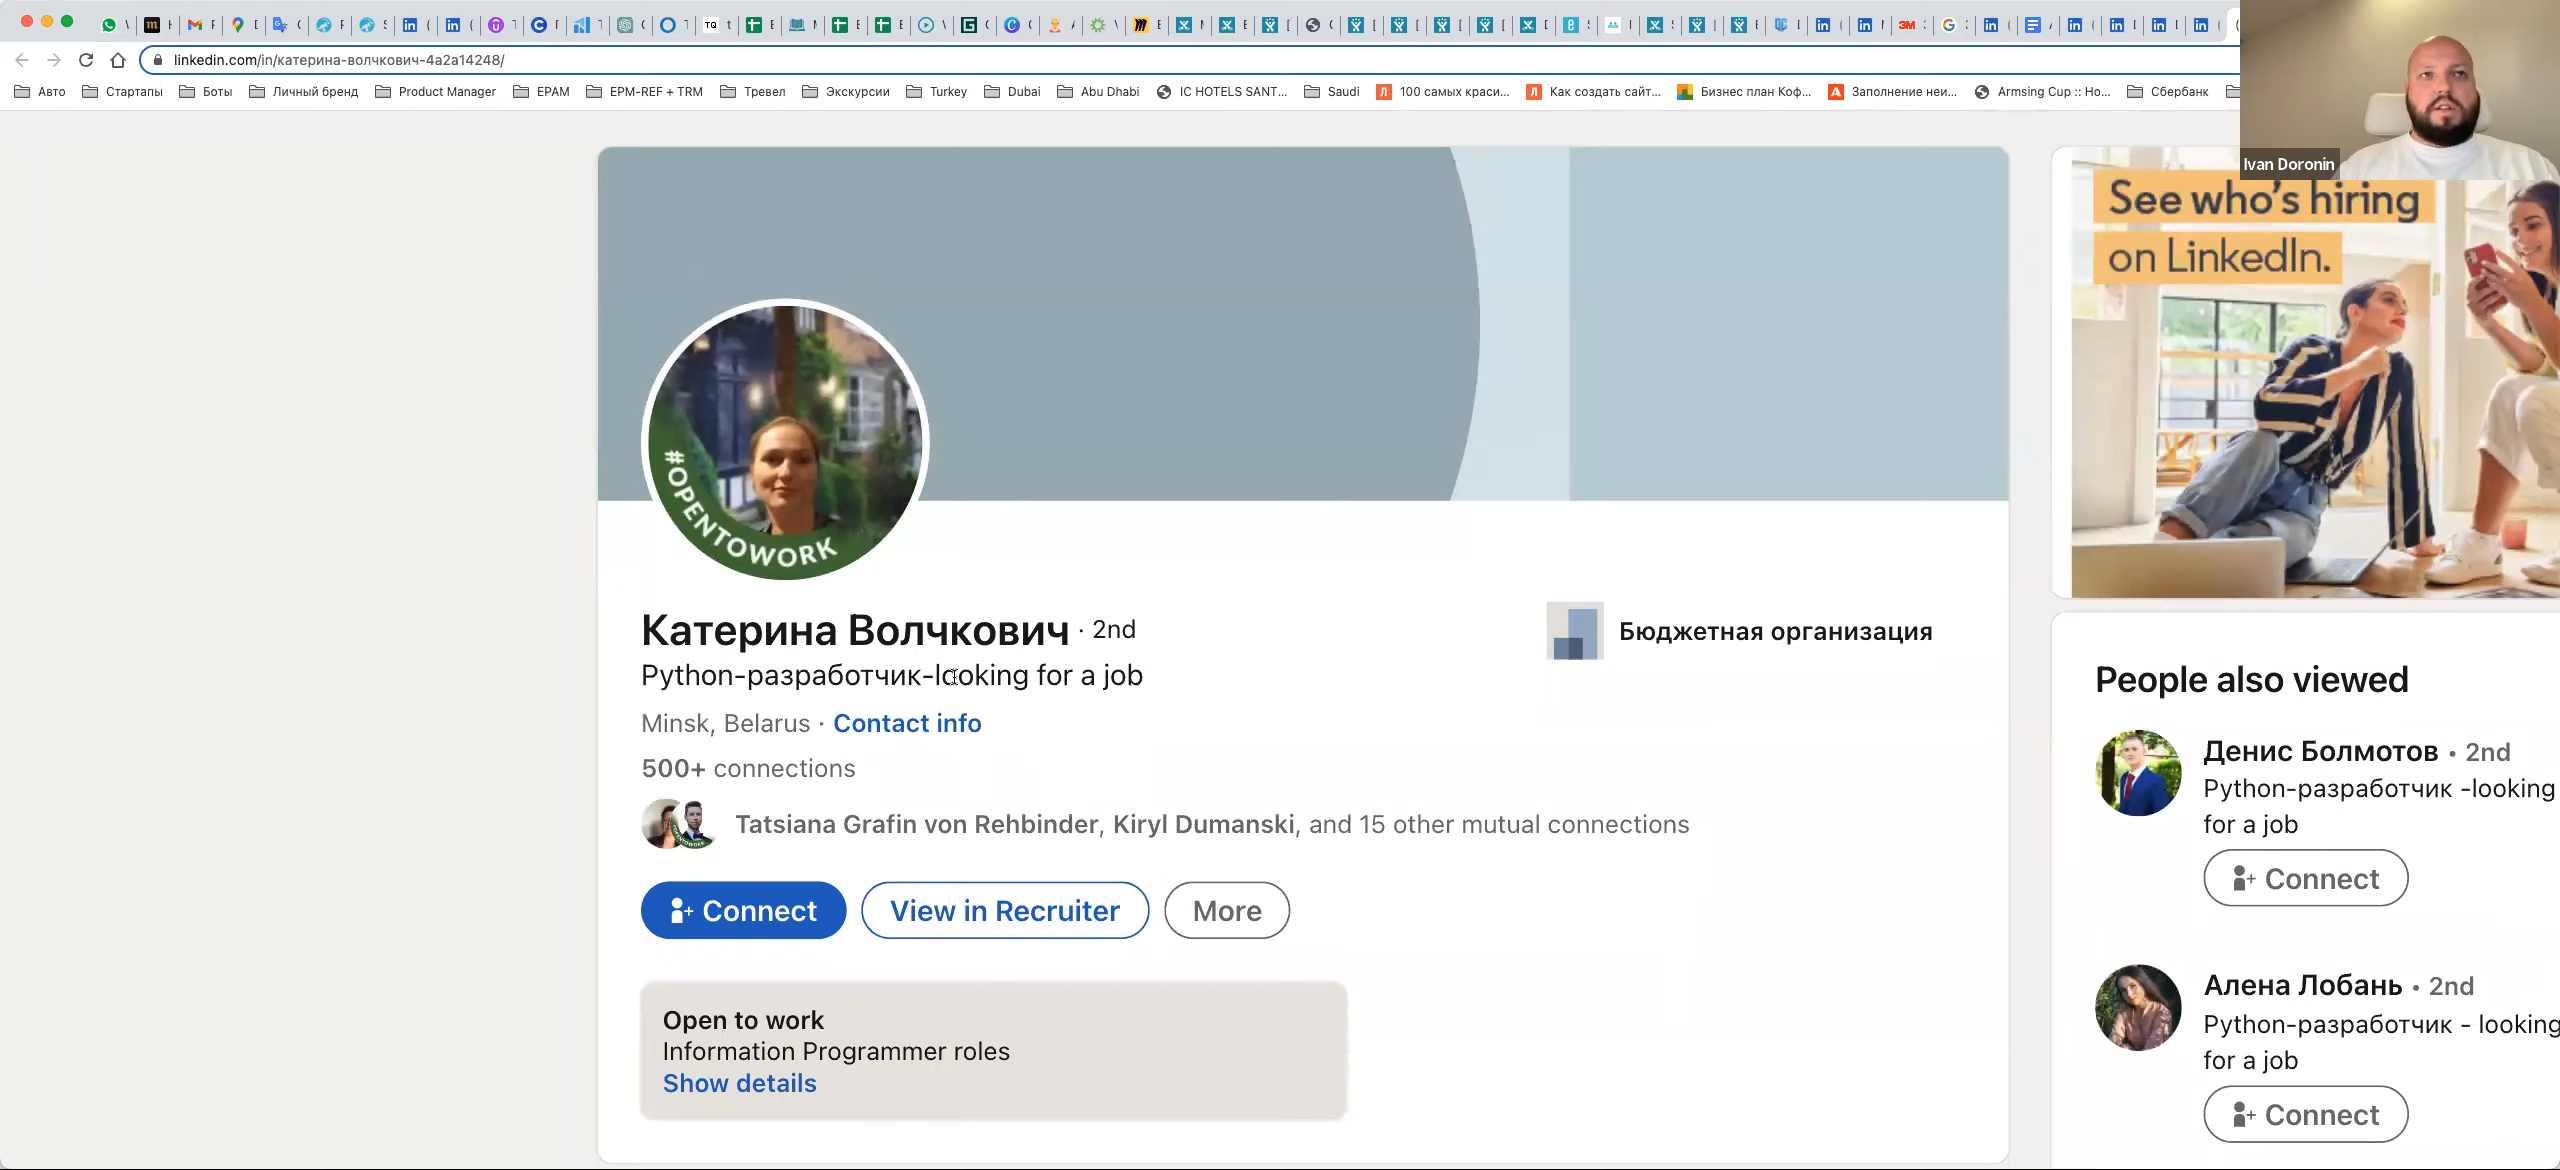 linkedin.com/in/катерина-волчкович-4a2a14248/
Авто Стартапы Боты Личный бренд Product Manager EPAM EPM-REF + TRM Тревел Экскурсии Turkey Dubai Abu Dhabi IC HOTELS SANT... Saudi 100 самых краси... Как создать сайт... Бизнес план Коф... Заполнение неи... Armsing Cup :: Ho... Сбербанк
Ivan Doronin
See who's hiring
on LinkedIn.
#OPENTOWORK
Катерина Волчкович · 2nd
Бюджетная организация
Python-разработчик-looking for a job
Minsk, Belarus · Contact info
500+ connections
Tatsiana Grafin von Rehbinder, Kiryl Dumanski, and 15 other mutual connections
Connect View in Recruiter More
Open to work
Information Programmer roles
Show details
People also viewed
Денис Болмотов • 2nd
Python-разработчик -looking
for a job
Connect
Алена Лобань • 2nd
Python-разработчик - looking
for a job
Connect